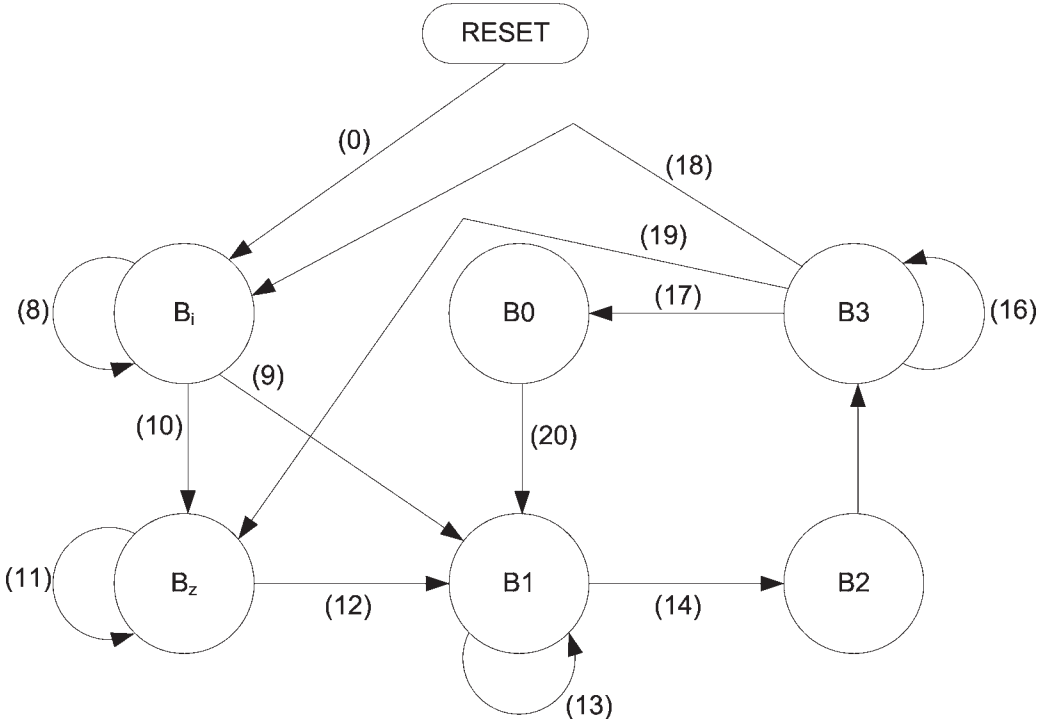 RESET
(0)
(18)
(19)
(8)
Bi
B0
(17)
B3
(16)
(9)
(10)
(20)
(11)
Bz
(12)
B1
(14)
B2
(13)